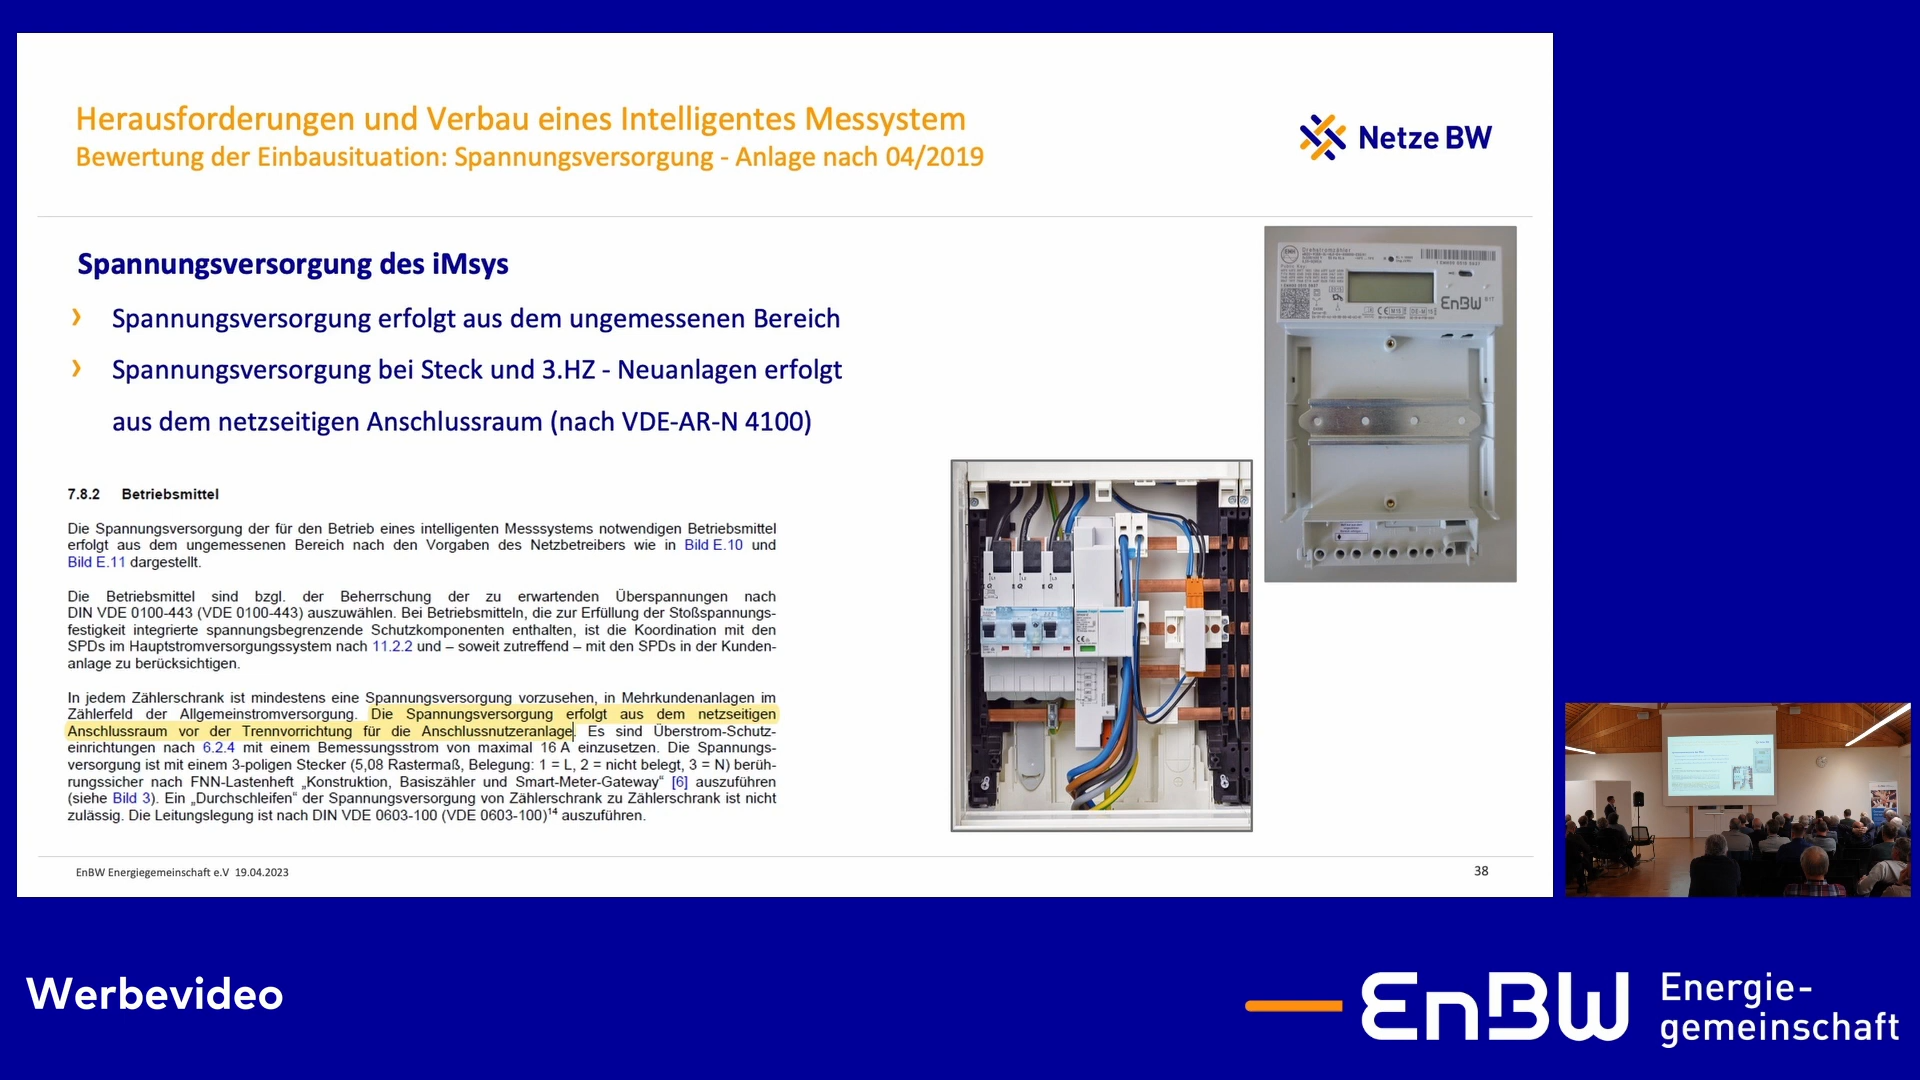 Herausforderungen und Verbau eines Intelligentes Messystem
Bewertung der Einbausituation: Spannungsversorgung - Anlage nach 04/2019
Netze BW
Spannungsversorgung des iMsys
› Spannungsversorgung erfolgt aus dem ungemessenen Bereich
› Spannungsversorgung bei Steck und 3.HZ - Neuanlagen erfolgt
aus dem netzseitigen Anschlussraum (nach VDE-AR-N 4100)
7.8.2 Betriebsmittel
Die Spannungsversorgung der für den Betrieb eines intelligenten Messsystems notwendigen Betriebsmittel
erfolgt aus dem ungemessenen Bereich nach den Vorgaben des Netzbetreibers wie in Bild E.10 und
Bild E.11 dargestellt.
Die Betriebsmittel sind bzgl. der Beherrschung der zu erwartenden Überspannungen nach
DIN VDE 0100-443 (VDE 0100-443) auszuwählen. Bei Betriebsmitteln, die zur Erfüllung der Stoßspannungs-
festigkeit integrierte spannungsbegrenzende Schutzkomponenten enthalten, ist die Koordination mit den
SPDs im Hauptstromversorgungssystem nach 11.2.2 und – soweit zutreffend – mit den SPDs in der Kunden-
anlage zu berücksichtigen.
In jedem Zählerschrank ist mindestens eine Spannungsversorgung vorzusehen, in Mehrkundenanlagen im
Zählerfeld der Allgemeinstromversorgung. Die Spannungsversorgung erfolgt aus dem netzseitigen
Anschlussraum vor der Trennvorrichtung für die Anschlussnutzeranlage. Es sind Überstrom-Schutz-
einrichtungen nach 6.2.4 mit einem Bemessungsstrom von maximal 16 A einzusetzen. Die Spannungs-
versorgung ist mit einem 3-poligen Stecker (5,08 Rastermaß, Belegung: 1 = L, 2 = nicht belegt, 3 = N) berüh-
rungssicher nach FNN-Lastenheft „Konstruktion, Basiszähler und Smart-Meter-Gateway“ [6] auszuführen
(siehe Bild 3). Ein „Durchschleifen“ der Spannungsversorgung von Zählerschrank zu Zählerschrank ist nicht
zulässig. Die Leitungslegung ist nach DIN VDE 0603-100 (VDE 0603-100)¹⁴ auszuführen.
Drehstromzähler
EnBW
EnBW Energiegemeinschaft e.V 19.04.2023
38
Werbevideo
EnBW
Energie-
gemeinschaft